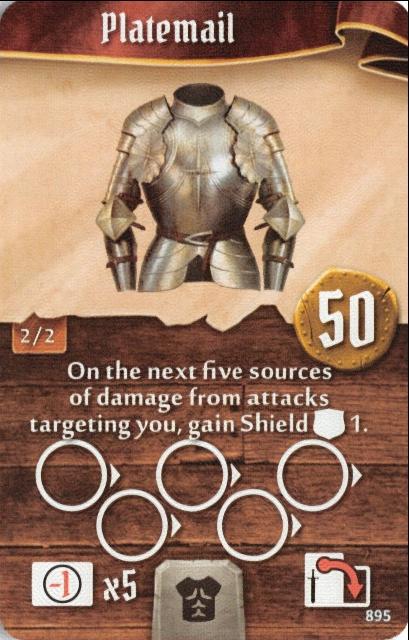 Platemail
50
2/2
On the next five sources
of damage from attacks
targeting you, gain Shield 1.
-1 x5
895